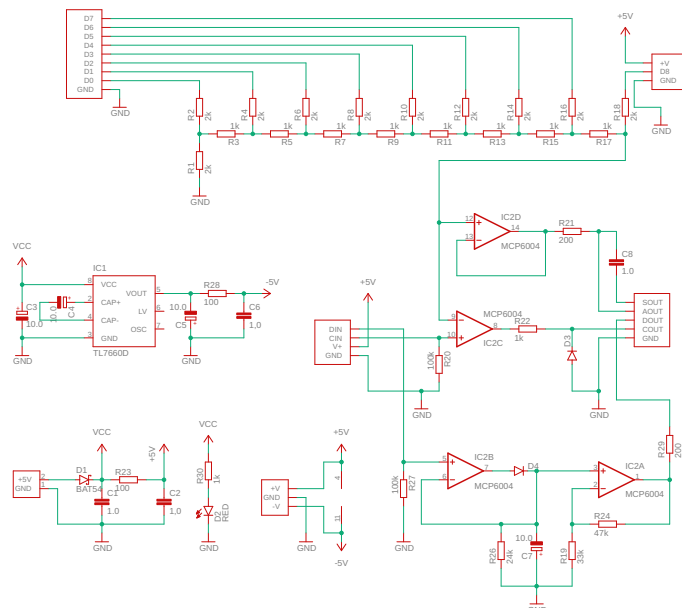 D7
D6
D5
D4
D3
D2
D1
D0
GND
GND
+5V
+V
D8
GND
GND
R2
2k
R4
2k
R6
2k
R8
2k
R10
2k
R12
2k
R14
2k
R16
2k
R18
2k
1k
R3
1k
R5
1k
R7
1k
R9
1k
R11
1k
R13
1k
R15
1k
R17
R1
2k
GND
12
13
14
IC2D
MCP6004
R21
200
C8
1.0
VCC
C3
10.0
GND
10.0
C4
IC1
8
2
4
3
VCC
CAP+
CAP-
GND
VOUT
LV
OSC
5
6
7
TL7660D
R28
100
-5V
10.0
C5
C6
1,0
GND
+5V
DIN
CIN
V+
GND
100k
R20
GND
9
10
8
MCP6004
IC2C
R22
1k
D3
GND
SOUT
AOUT
DOUT
COUT
GND
+5V
GND
2
1
D1
BAT54
VCC
R23
100
+5V
C1
1,0
C2
1,0
GND
R30
1k
D2
RED
GND
+V
GND
-V
GND
+5V
4
11
-5V
100k
R27
GND
5
6
7
IC2B
MCP6004
D4
R26
24k
10.0
C7
R19
33k
GND
3
2
1
IC2A
MCP6004
R24
47k
R29
200